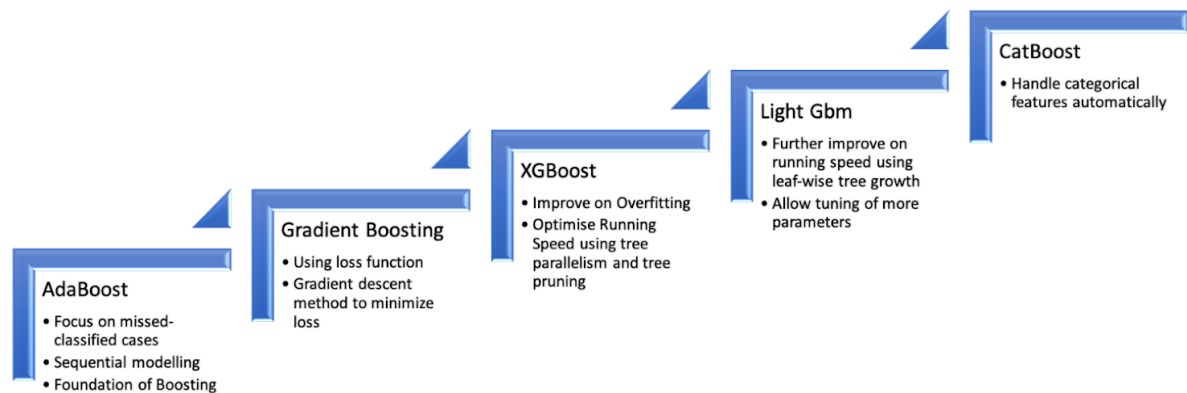 AdaBoost
• Focus on missed-
classified cases
• Sequential modelling
• Foundation of Boosting
Gradient Boosting
• Using loss function
• Gradient descent
method to minimize
loss
XGBoost
• Improve on Overfitting
• Optimise Running
Speed using tree
parallelism and tree
pruning
Light Gbm
• Further improve on
running speed using
leaf-wise tree growth
• Allow tuning of more
parameters
CatBoost
• Handle categorical
features automatically